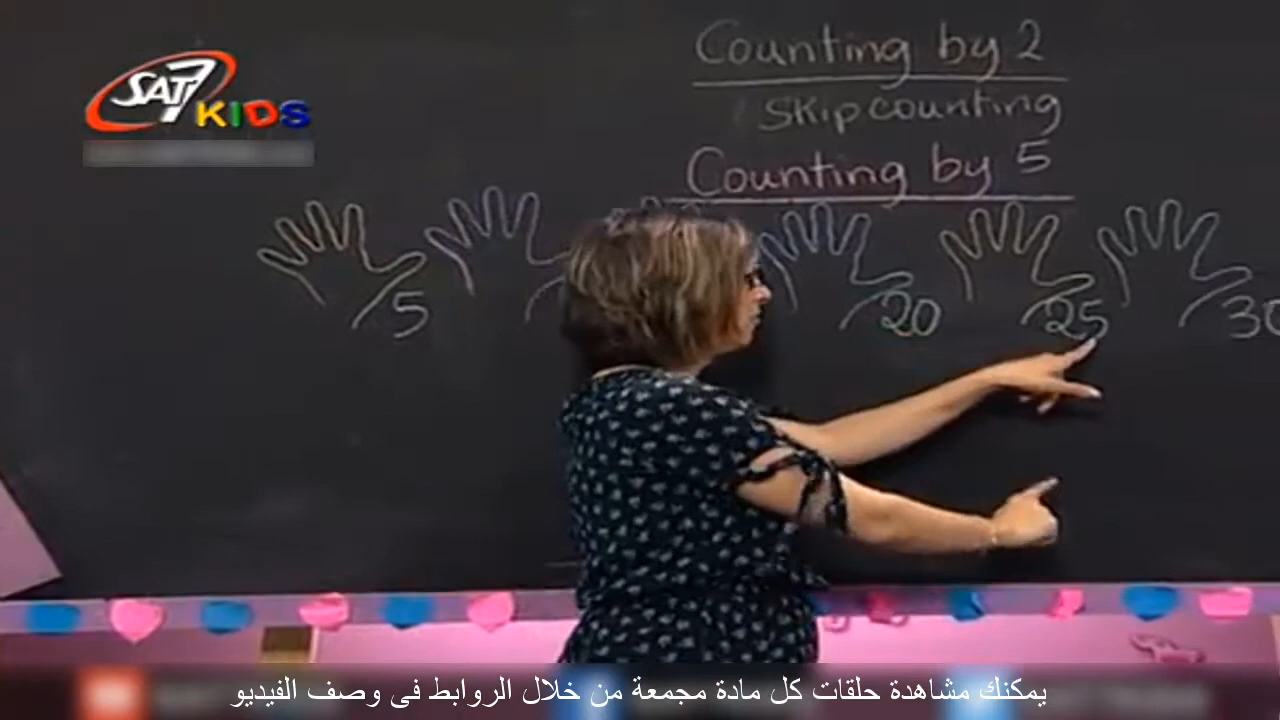 SAT7
KIDS
Counting by 2
Skip counting
Counting by 5
5 20 25 30
يمكنك مشاهدة حلقات كل مادة مجمعة من خلال الروابط فى وصف الفيديو